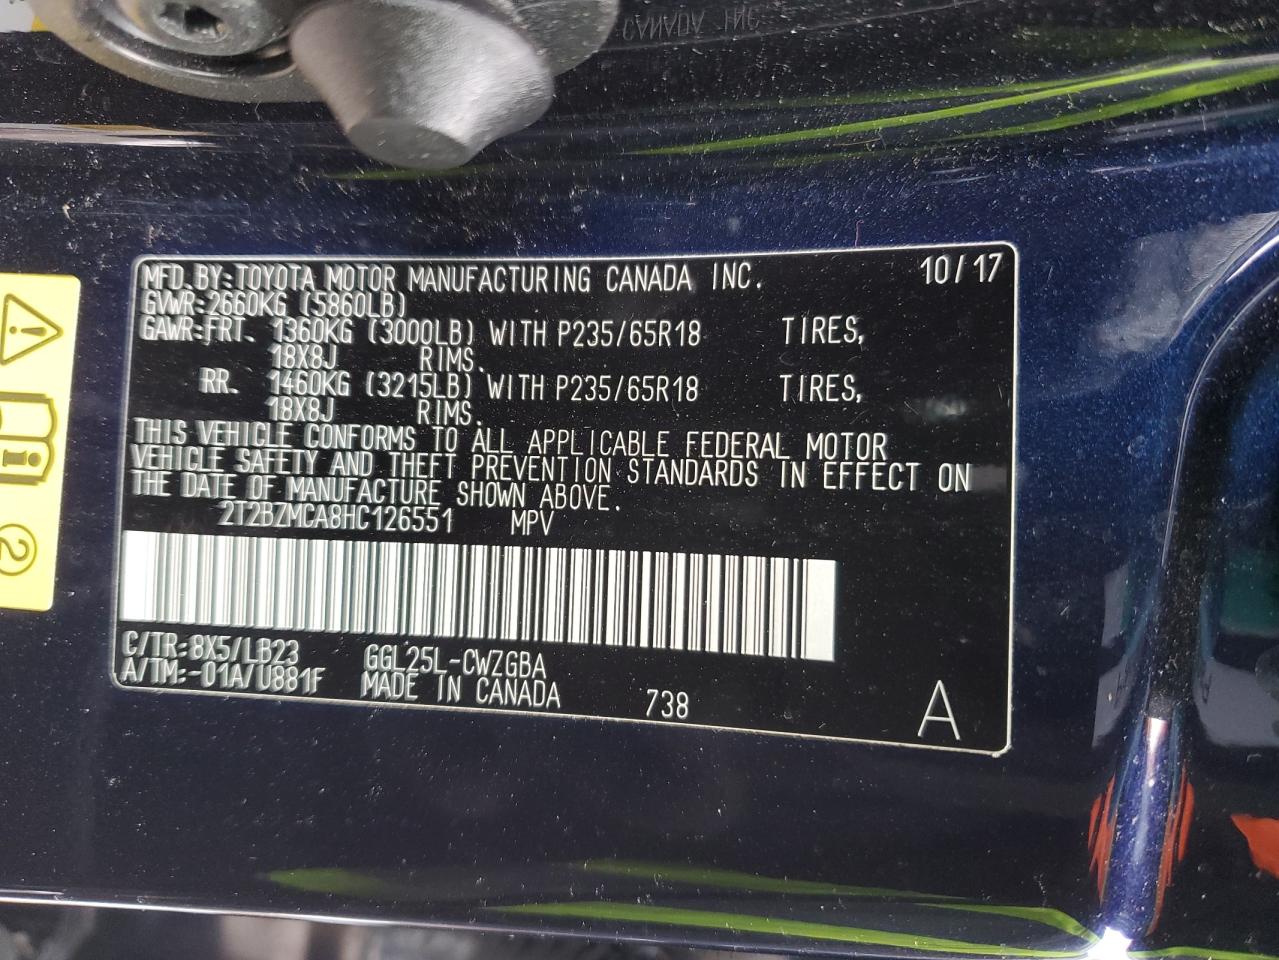 CANADA INC
MFD.BY:TOYOTA MOTOR MANUFACTURING CANADA INC. 10/17
GVWR:2660KG (5860LB)
GAWR:FRT. 1360KG (3000LB) WITH P235/65R18 TIRES,
18X8J RIMS.
RR. 1460KG (3215LB) WITH P235/65R18 TIRES,
18X8J RIMS.
THIS VEHICLE CONFORMS TO ALL APPLICABLE FEDERAL MOTOR
VEHICLE SAFETY AND THEFT PREVENTION STANDARDS IN EFFECT ON
THE DATE OF MANUFACTURE SHOWN ABOVE.
2T2BZMCA8HC126551 MPV
C/TR:8X5/LB23 GGL25L-CWZGBA
A/TM:-01A/U881F MADE IN CANADA 738 A
2